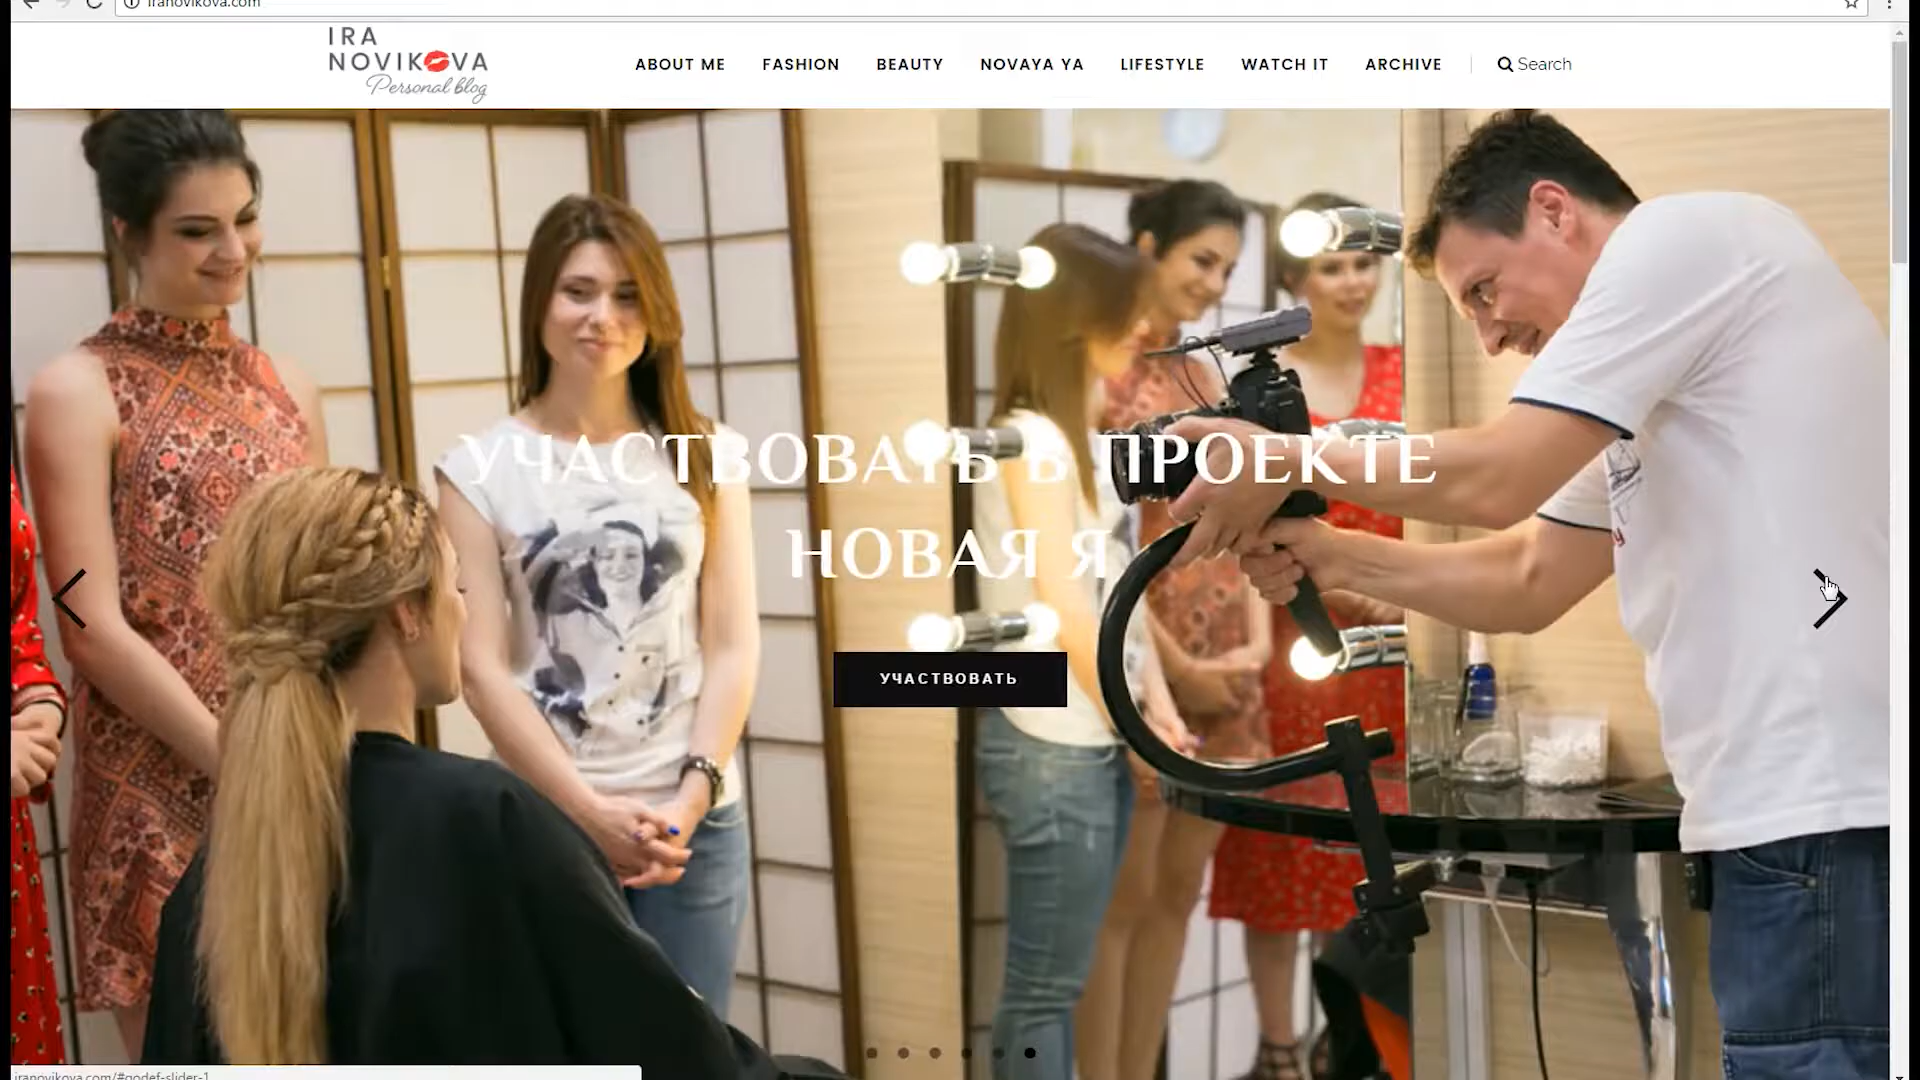 iranovikova.com
IRA
NOVIKOVA
Personal blog
ABOUT ME
FASHION
BEAUTY
NOVAYA YA
LIFESTYLE
WATCH IT
ARCHIVE
Search
УЧАСТВОВАТЬ В ПРОЕКТЕ
НОВАЯ Я
УЧАСТВОВАТЬ
iranovikova.com/#qodef-slider-1